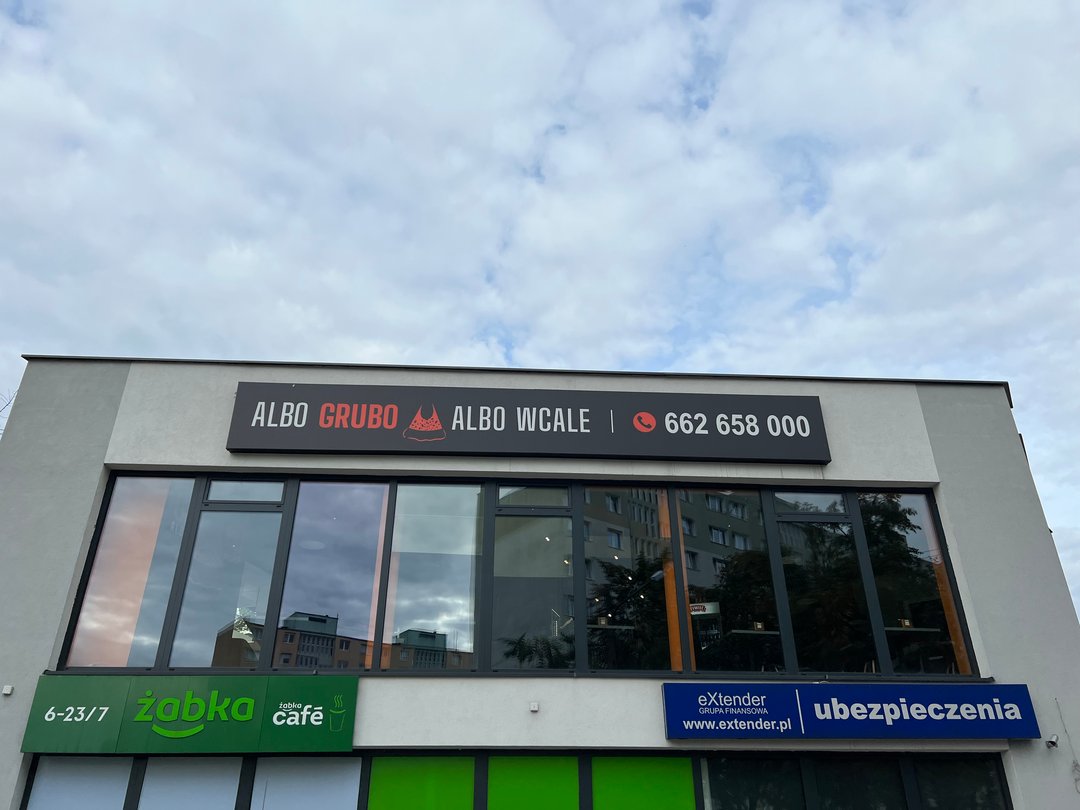 ALBO GRUBO ALBO WCALE | 662 658 000
6-23/7 żabka żabka café
eXtender
GRUPA FINANSOWA
www.extender.pl
ubezpieczenia